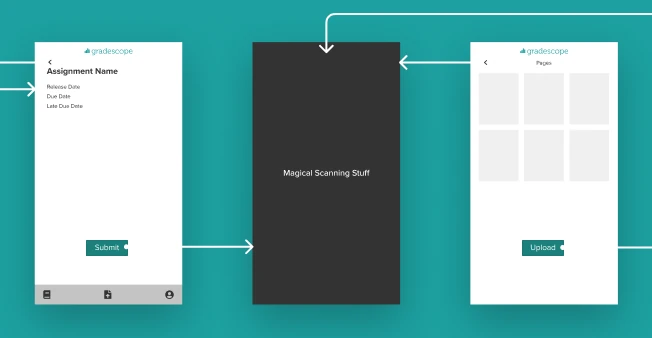 gradescope
Assignment Name
Release Date
Due Date
Late Due Date
Submit
Magical Scanning Stuff
gradescope
Pages
Upload